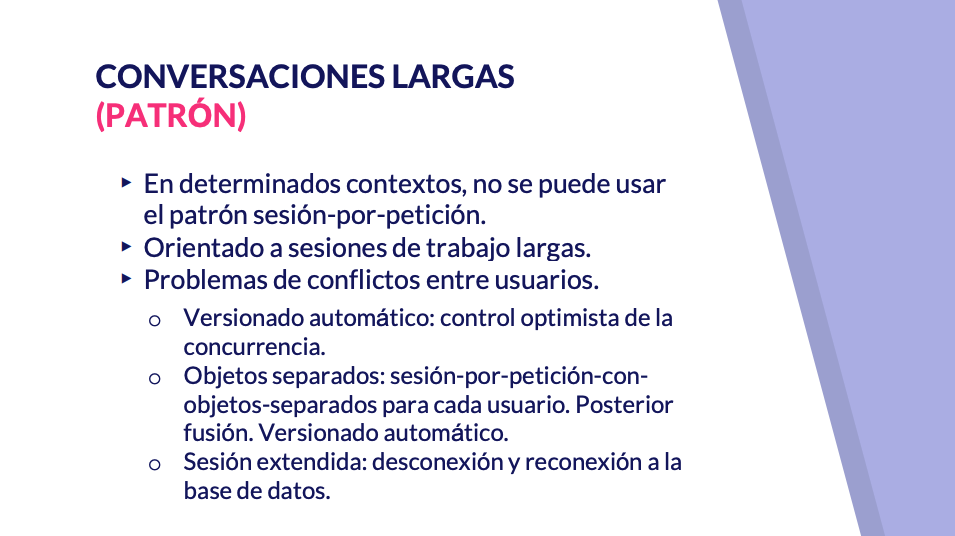 CONVERSACIONES LARGAS
(PATRÓN)
▸ En determinados contextos, no se puede usar
el patrón sesión-por-petición.
▸ Orientado a sesiones de trabajo largas.
▸ Problemas de conflictos entre usuarios.
○ Versionado automático: control optimista de la
concurrencia.
○ Objetos separados: sesión-por-petición-con-
objetos-separados para cada usuario. Posterior
fusión. Versionado automático.
○ Sesión extendida: desconexión y reconexión a la
base de datos.